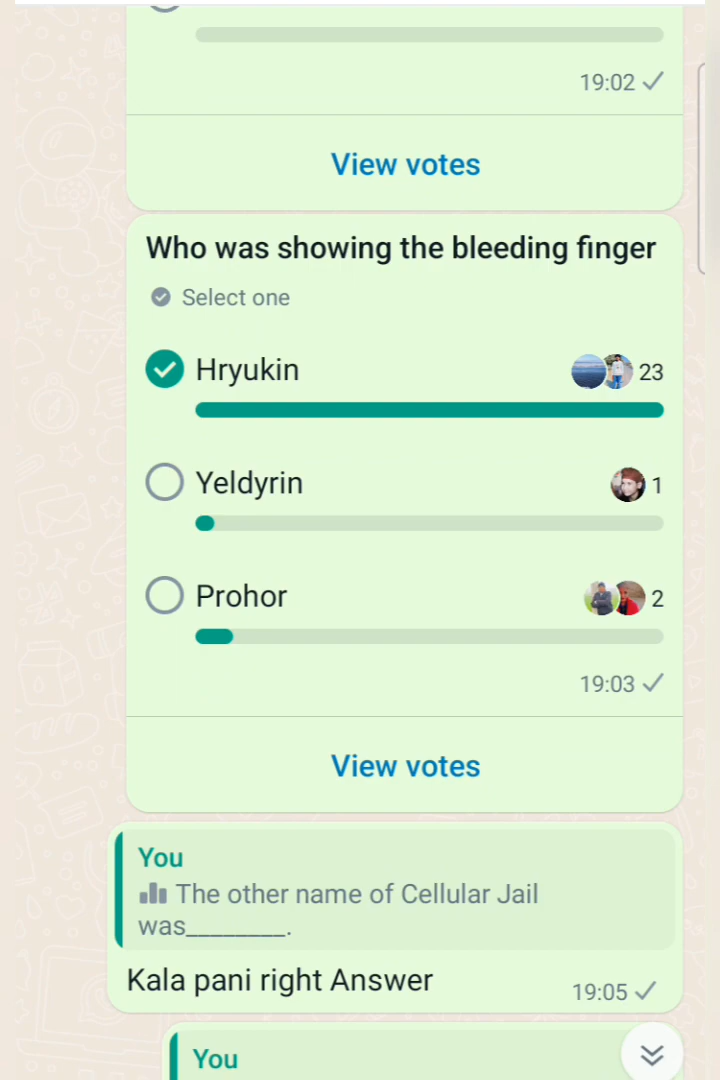 19:02
View votes
Who was showing the bleeding finger
Select one
Hryukin 23
Yeldyrin 1
Prohor 2
19:03
View votes
You
The other name of Cellular Jail
was________.
Kala pani right Answer 19:05
You